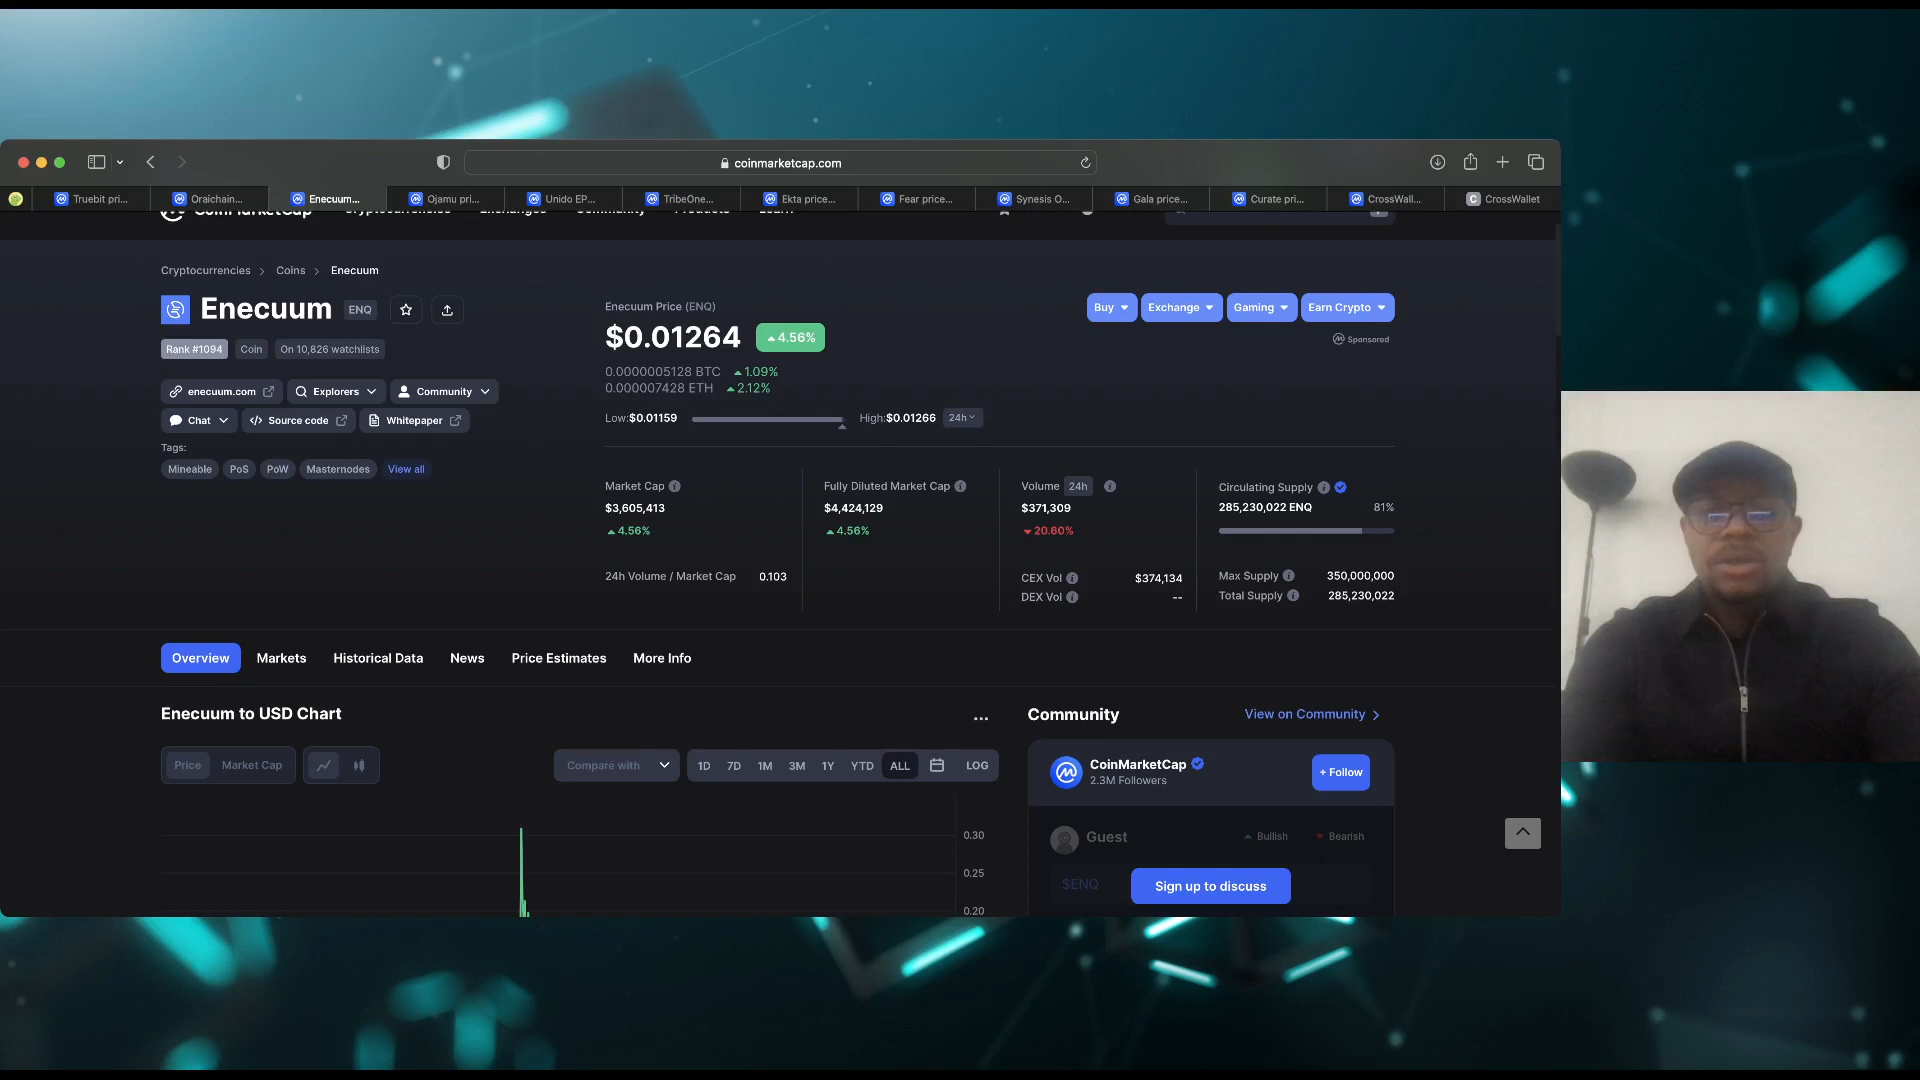 coinmarketcap.com
Truebit pri...
Oraichain...
Enecuum...
Ojamu pri...
Unido EP...
TribeOne...
Ekta price...
Fear price...
Synesis O...
Gala price...
Curate pri...
CrossWall...
C CrossWallet
CoinMarketCap Cryptocurrencies Exchanges Community Products Learn
Cryptocurrencies > Coins > Enecuum
Enecuum ENQ
Rank #1094 Coin On 10,826 watchlists
enecuum.com Explorers Community
Chat Source code Whitepaper
Tags:
Mineable PoS PoW Masternodes View all
Enecuum Price (ENQ)
$0.01264 4.56%
0.0000005128 BTC 1.09%
0.000007428 ETH 2.12%
Low:$0.01159 High:$0.01266 24h
Buy Exchange Gaming Earn Crypto
Sponsored
Market Cap
$3,605,413
4.56%
24h Volume / Market Cap 0.103
Fully Diluted Market Cap
$4,424,129
4.56%
Volume 24h
$371,309
20.60%
CEX Vol $374,134
DEX Vol --
Circulating Supply
285,230,022 ENQ 81%
Max Supply 350,000,000
Total Supply 285,230,022
Overview Markets Historical Data News Price Estimates More Info
Enecuum to USD Chart ...
Price Market Cap
Compare with
1D 7D 1M 3M 1Y YTD ALL LOG
0.30
0.25
0.20
Community View on Community >
CoinMarketCap
2.3M Followers
+ Follow
Guest Bullish Bearish
$ENQ
Sign up to discuss